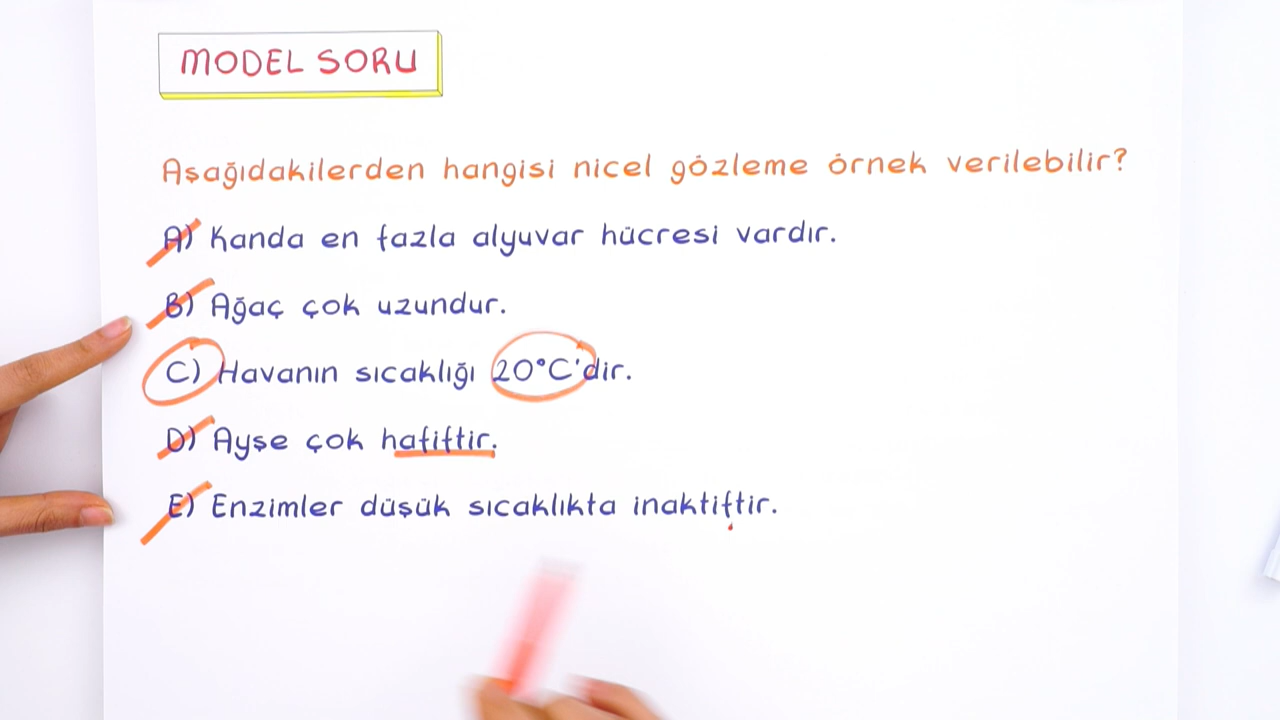 MODEL SORU
Aşağıdakilerden hangisi nicel gözleme örnek verilebilir?
A) Kanda en fazla alyuvar hücresi vardır.
B) Ağaç çok uzundur.
C) Havanın sıcaklığı 20°C'dir.
D) Ayşe çok hafiftir.
E) Enzimler düşük sıcaklıkta inaktiftir.